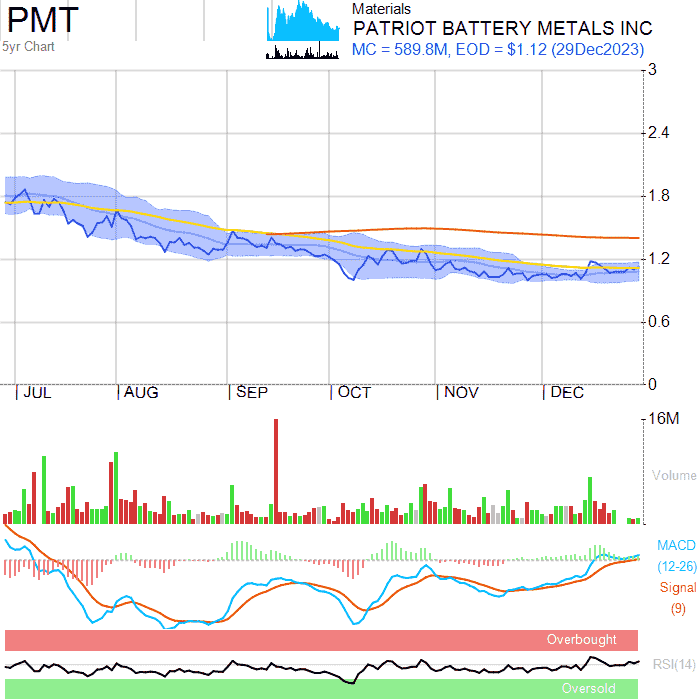 PMT
5yr Chart
Materials
PATRIOT BATTERY METALS INC
MC = 589.8M, EOD = $1.12 (29Dec2023)
3
2.4
1.8
1.2
0.6
0
JUL
AUG
SEP
OCT
NOV
DEC
16M
Volume
MACD
(12-26)
Signal
(9)
Overbought
RSI(14)
Oversold